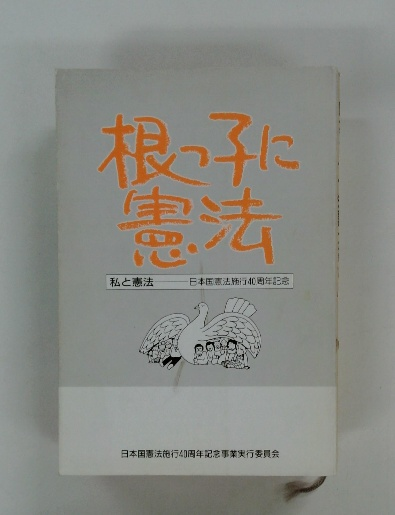 根っ子に
憲法
私と憲法――日本国憲法施行40周年記念
日本国憲法施行40周年記念事業実行委員会